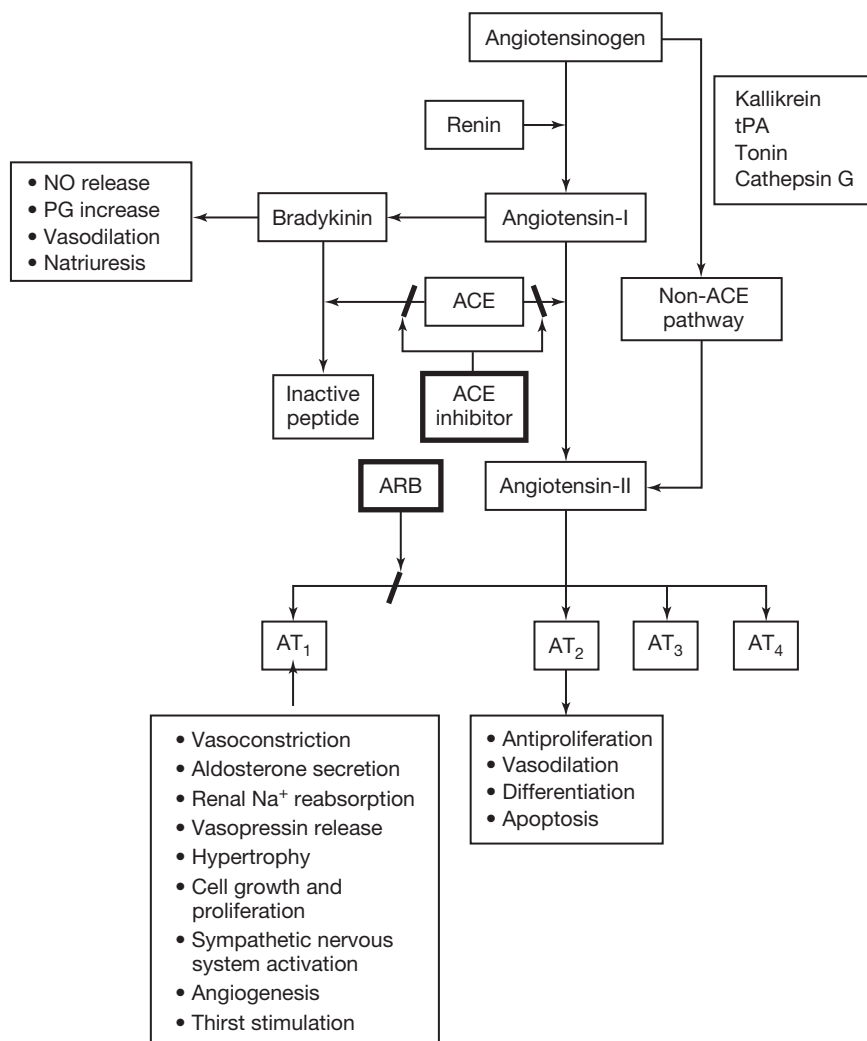 Angiotensinogen
Kallikrein
tPA
Tonin
Cathepsin G
Renin
• NO release
• PG increase
• Vasodilation
• Natriuresis
Bradykinin
Angiotensin-I
ACE
Non-ACE
pathway
Inactive
peptide
ACE
inhibitor
ARB
Angiotensin-II
AT₁
AT₂
AT₃
AT₄
• Vasoconstriction
• Aldosterone secretion
• Renal Na⁺ reabsorption
• Vasopressin release
• Hypertrophy
• Cell growth and
proliferation
• Sympathetic nervous
system activation
• Angiogenesis
• Thirst stimulation
• Antiproliferation
• Vasodilation
• Differentiation
• Apoptosis